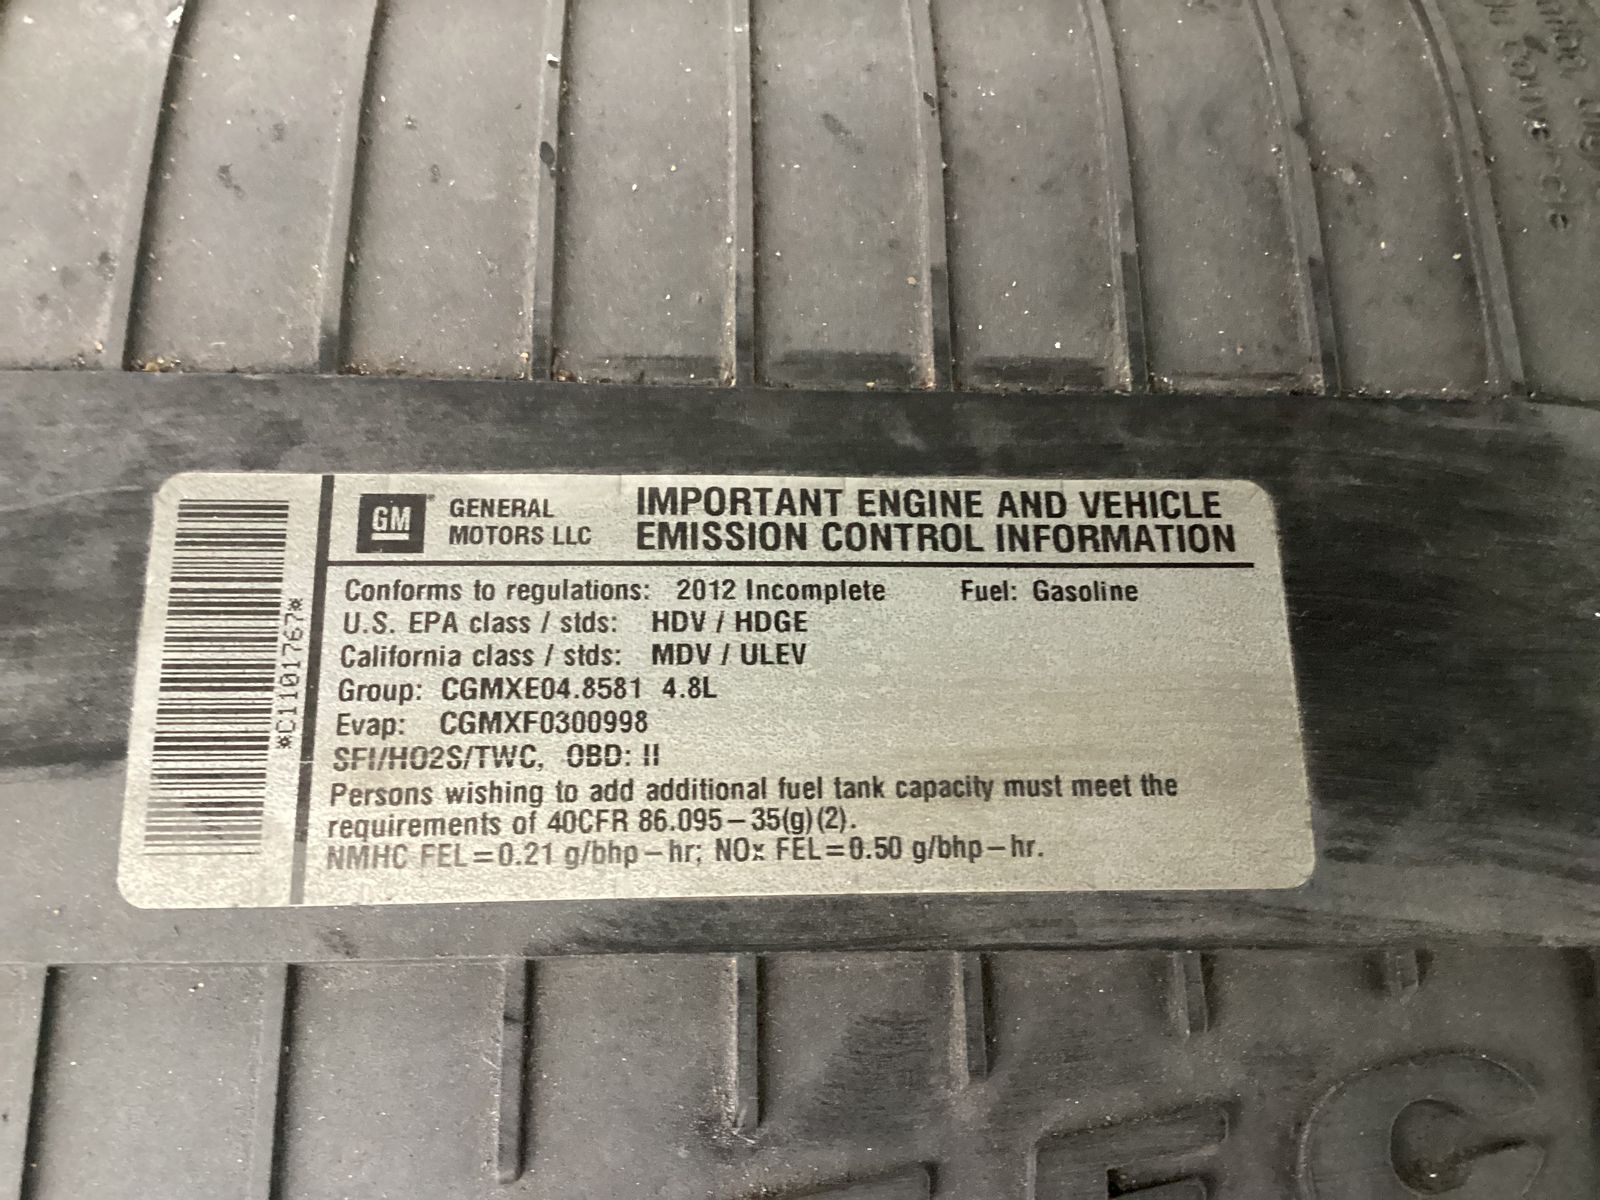 GM GENERAL MOTORS LLC
IMPORTANT ENGINE AND VEHICLE
EMISSION CONTROL INFORMATION
Conforms to regulations: 2012 Incomplete Fuel: Gasoline
U.S. EPA class / stds: HDV / HDGE
California class / stds: MDV / ULEV
Group: CGMXE04.8581 4.8L
Evap: CGMXF0300998
SFI/HO2S/TWC, OBD: II
Persons wishing to add additional fuel tank capacity must meet the
requirements of 40CFR 86.095-35(g)(2).
NMHC FEL=0.21 g/bhp-hr; NOx FEL=0.50 g/bhp-hr.
*C1101767*